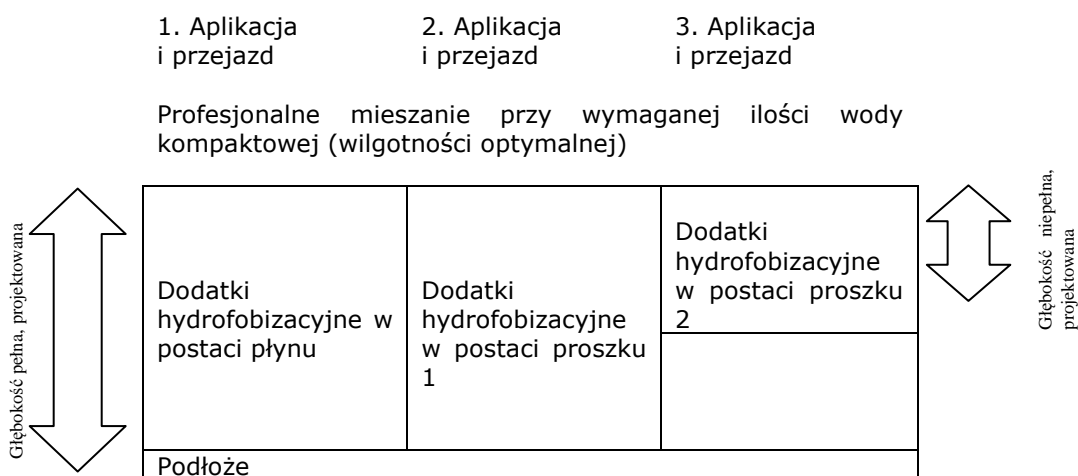 1. Aplikacja
i przejazd
2. Aplikacja
i przejazd
3. Aplikacja
i przejazd
Profesjonalne mieszanie przy wymaganej ilości wody
kompaktowej (wilgotności optymalnej)
Głębokość pełna, projektowana
Dodatki
hydrofobizacyjne w
postaci płynu
Dodatki
hydrofobizacyjne
w postaci proszku
1
Dodatki
hydrofobizacyjne
w postaci proszku
2
Głębokość niepełna,
projektowana
Podłoże